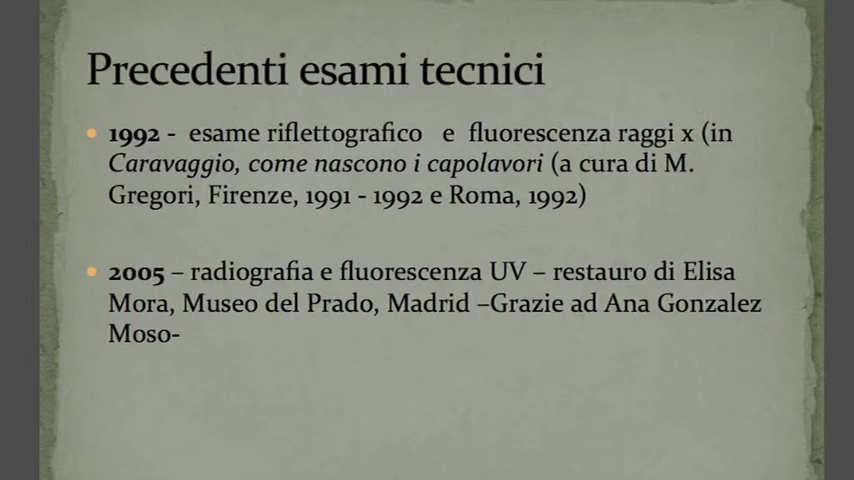 Precedenti esami tecnici
• 1992 - esame riflettografico e fluorescenza raggi x (in
Caravaggio, come nascono i capolavori (a cura di M.
Gregori, Firenze, 1991 - 1992 e Roma, 1992)
• 2005 – radiografia e fluorescenza UV – restauro di Elisa
Mora, Museo del Prado, Madrid –Grazie ad Ana Gonzalez
Moso-